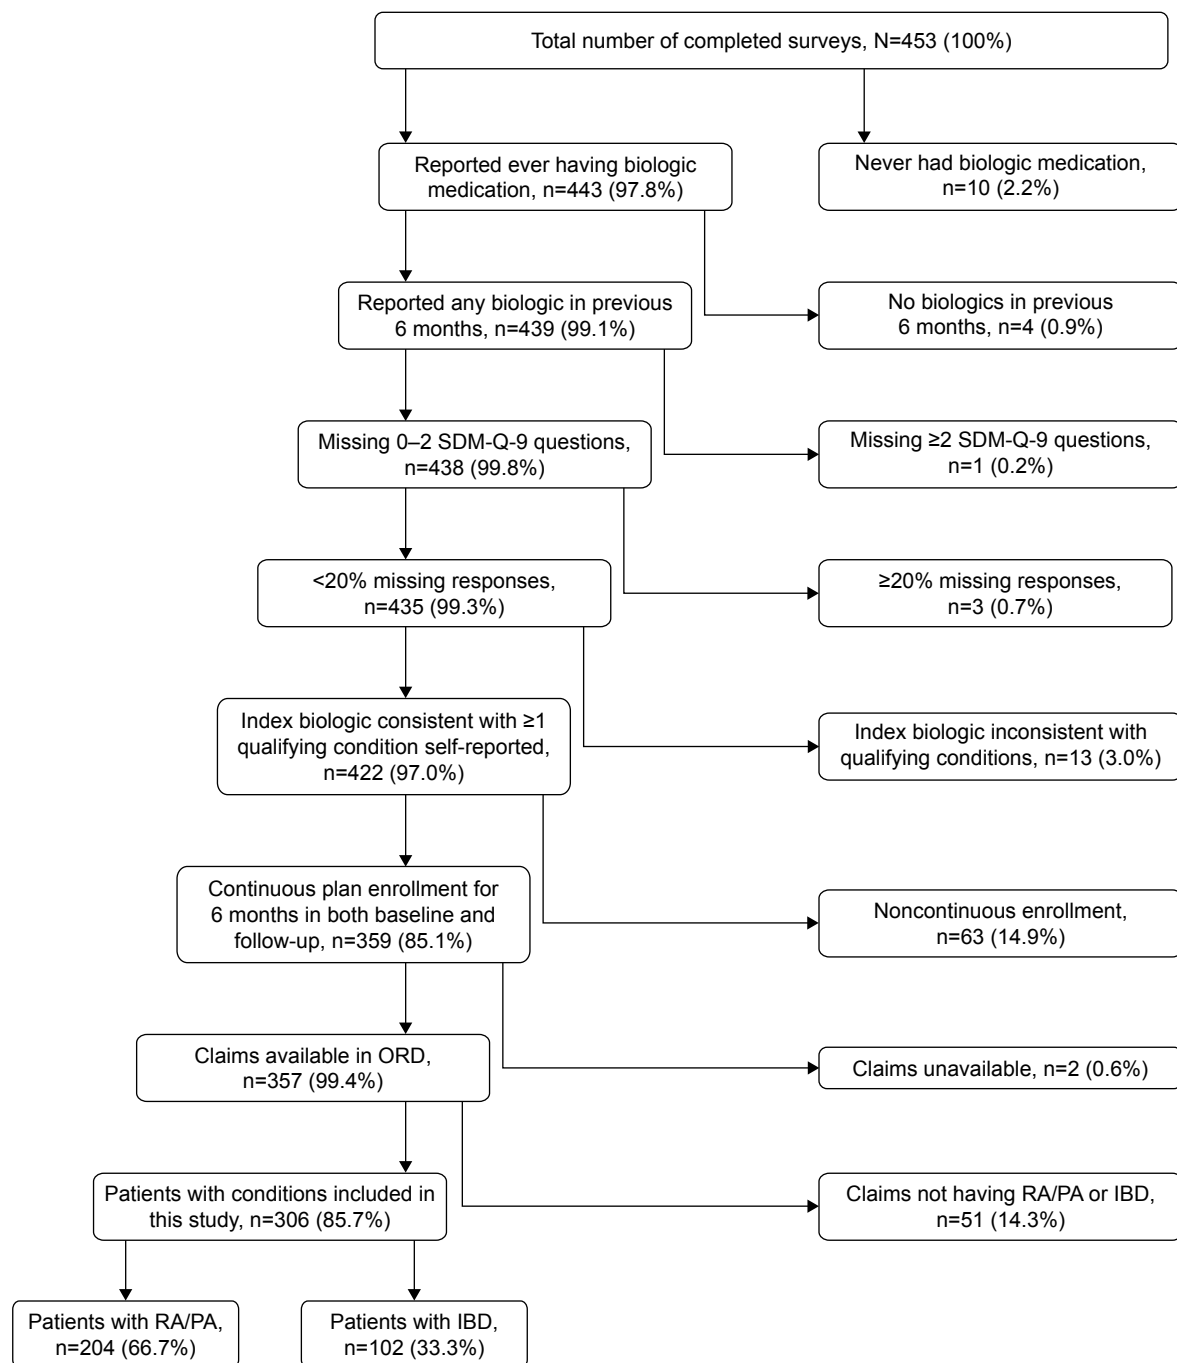 Total number of completed surveys, N=453 (100%)
Reported ever having biologic
medication, n=443 (97.8%)
Never had biologic medication,
n=10 (2.2%)
Reported any biologic in previous
6 months, n=439 (99.1%)
No biologics in previous
6 months, n=4 (0.9%)
Missing 0–2 SDM-Q-9 questions,
n=438 (99.8%)
Missing ≥2 SDM-Q-9 questions,
n=1 (0.2%)
<20% missing responses,
n=435 (99.3%)
≥20% missing responses,
n=3 (0.7%)
Index biologic consistent with ≥1
qualifying condition self-reported,
n=422 (97.0%)
Index biologic inconsistent with
qualifying conditions, n=13 (3.0%)
Continuous plan enrollment for
6 months in both baseline and
follow-up, n=359 (85.1%)
Noncontinuous enrollment,
n=63 (14.9%)
Claims available in ORD,
n=357 (99.4%)
Claims unavailable, n=2 (0.6%)
Patients with conditions included in
this study, n=306 (85.7%)
Claims not having RA/PA or IBD,
n=51 (14.3%)
Patients with RA/PA,
n=204 (66.7%)
Patients with IBD,
n=102 (33.3%)